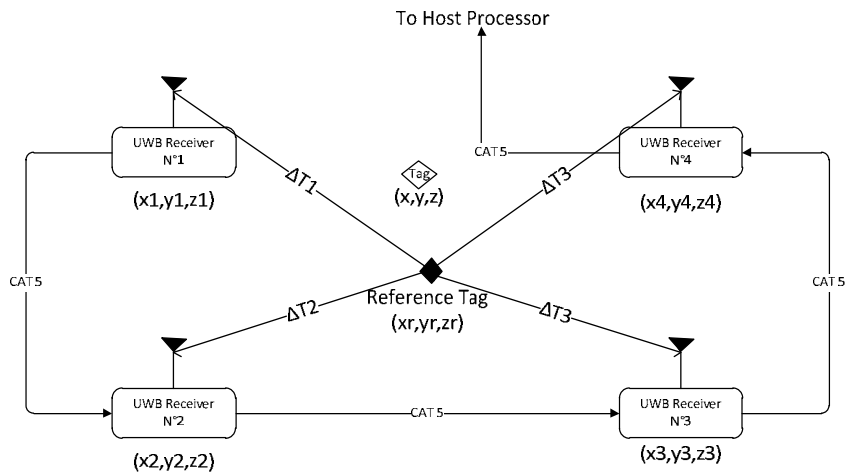 To Host Processor
UWB Receiver
N°1
(x1,y1,z1)
ΔT1
Tag
(x,y,z)
CAT 5
ΔT3
UWB Receiver
N°4
(x4,y4,z4)
CAT 5
CAT 5
Reference Tag
(xr,yr,zr)
ΔT2
ΔT3
UWB Receiver
N°2
(x2,y2,z2)
CAT 5
UWB Receiver
N°3
(x3,y3,z3)